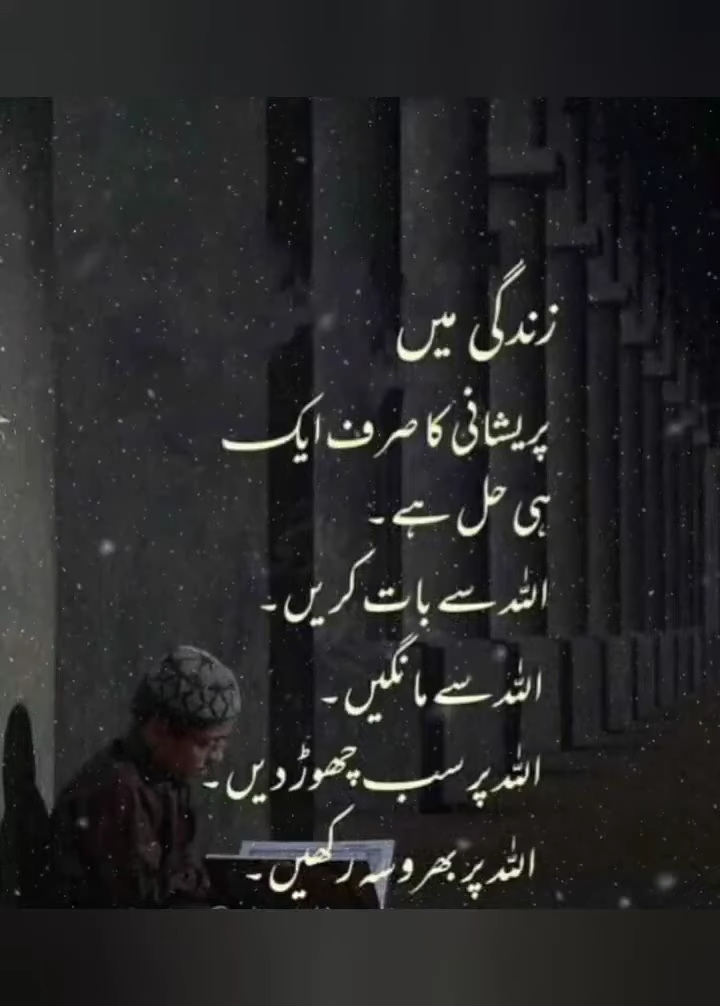 زندگی میں
پریشانی کا صرف ایک
ہی حل ہے۔
اللہ سے بات کریں۔
اللہ سے مانگیں۔
اللہ پر سب چھوڑ دیں۔
اللہ پر بھروسہ رکھیں۔